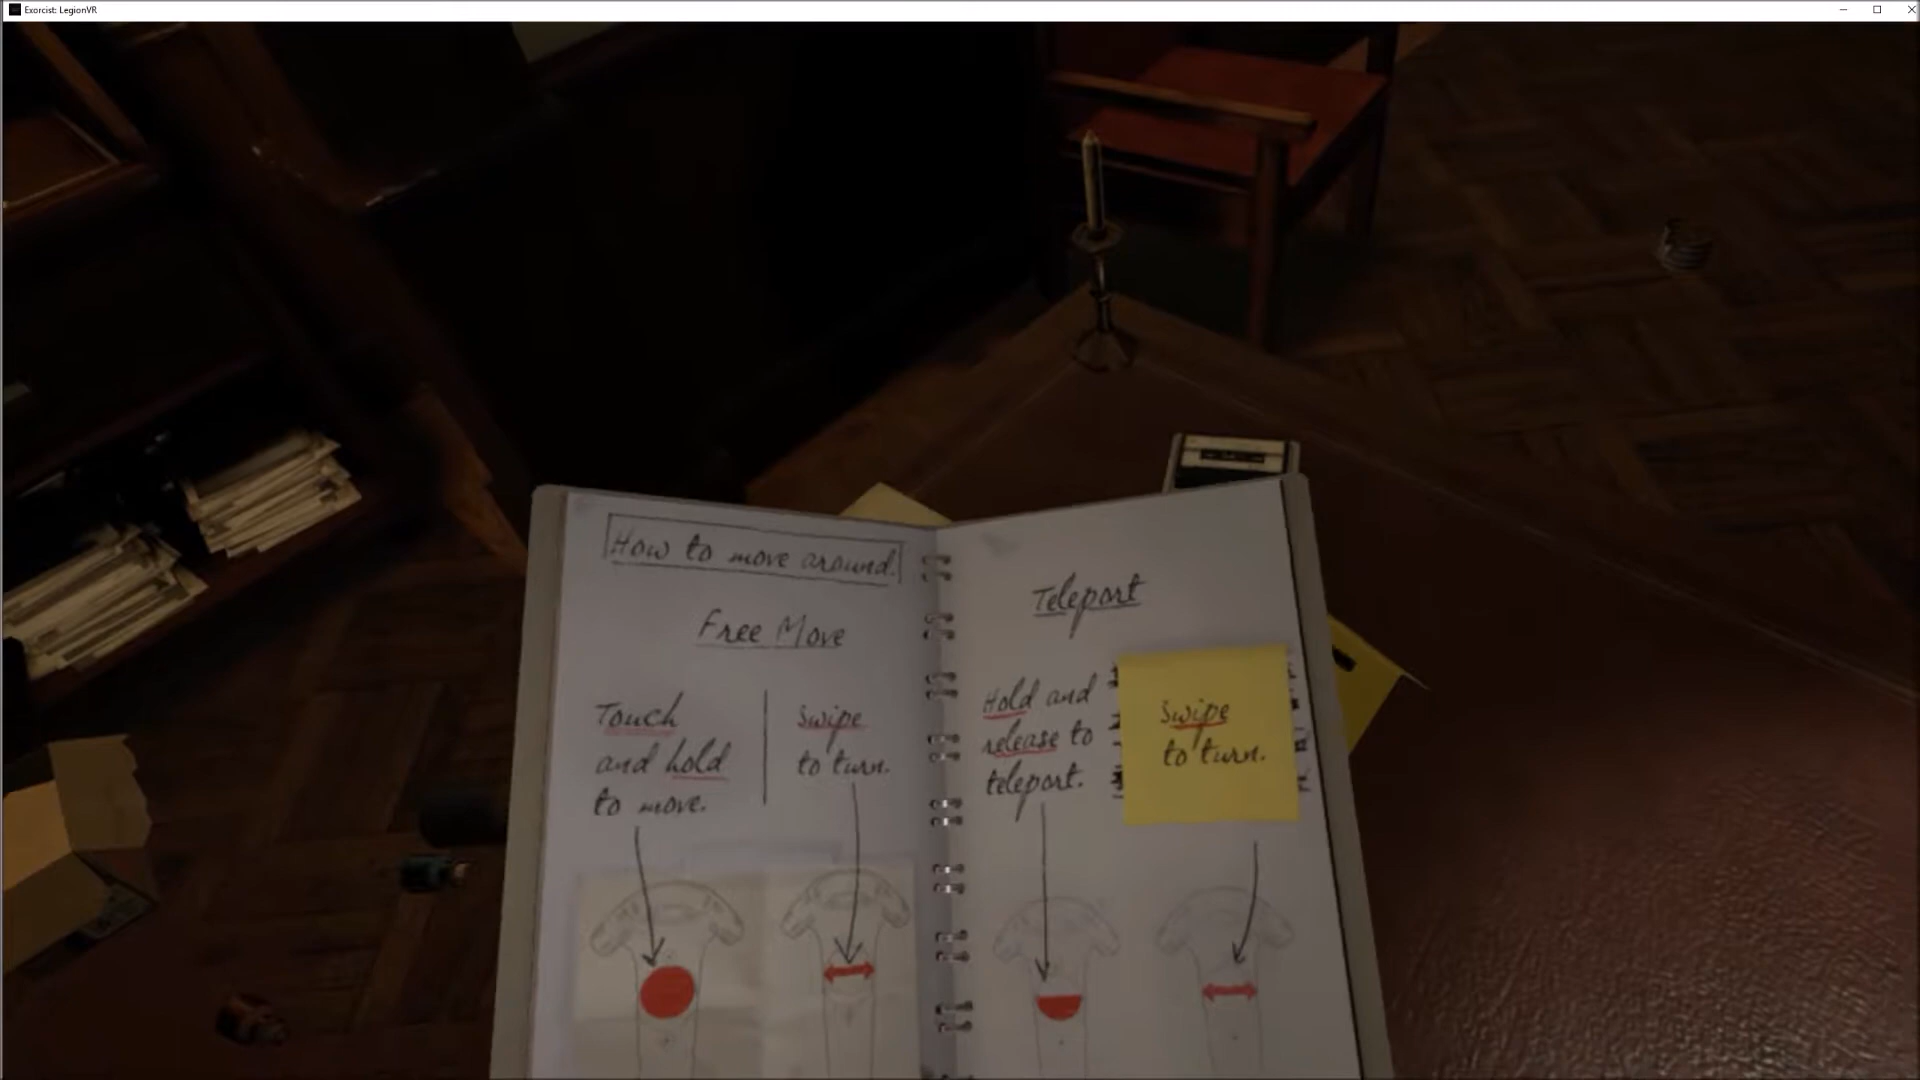 Exorcist: LegionVR
How to move around.
Free Move
Touch
and hold
to move.
Swipe
to turn.
Teleport
Hold and
release to
teleport.
Swipe
to turn.